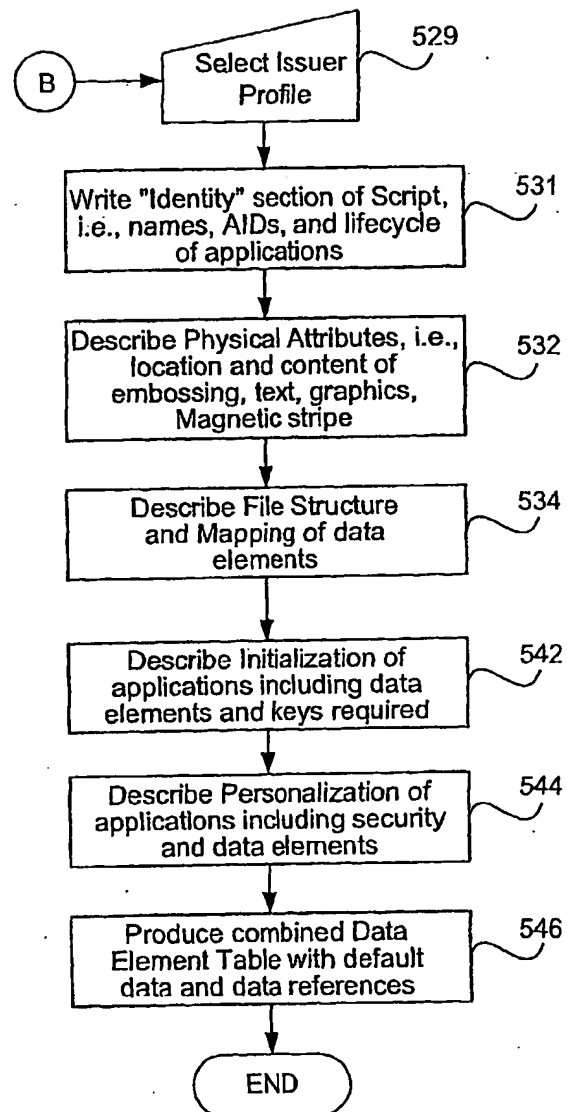 B
Select Issuer
Profile
529
Write "Identity" section of Script,
i.e., names, AIDs, and lifecycle
of applications
531
Describe Physical Attributes, i.e.,
location and content of
embossing, text, graphics,
Magnetic stripe
532
Describe File Structure
and Mapping of data
elements
534
Describe Initialization of
applications including data
elements and keys required
542
Describe Personalization of
applications including security
and data elements
544
Produce combined Data
Element Table with default
data and data references
546
END